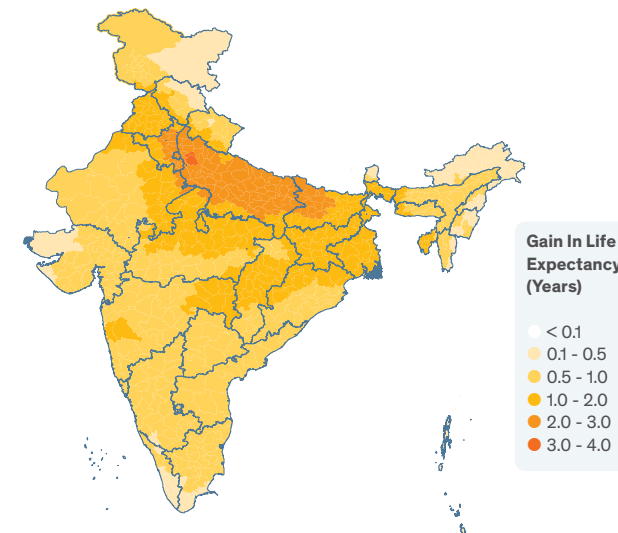 Gain In Life
Expectancy
(Years)
< 0.1
0.1 - 0.5
0.5 - 1.0
1.0 - 2.0
2.0 - 3.0
3.0 - 4.0